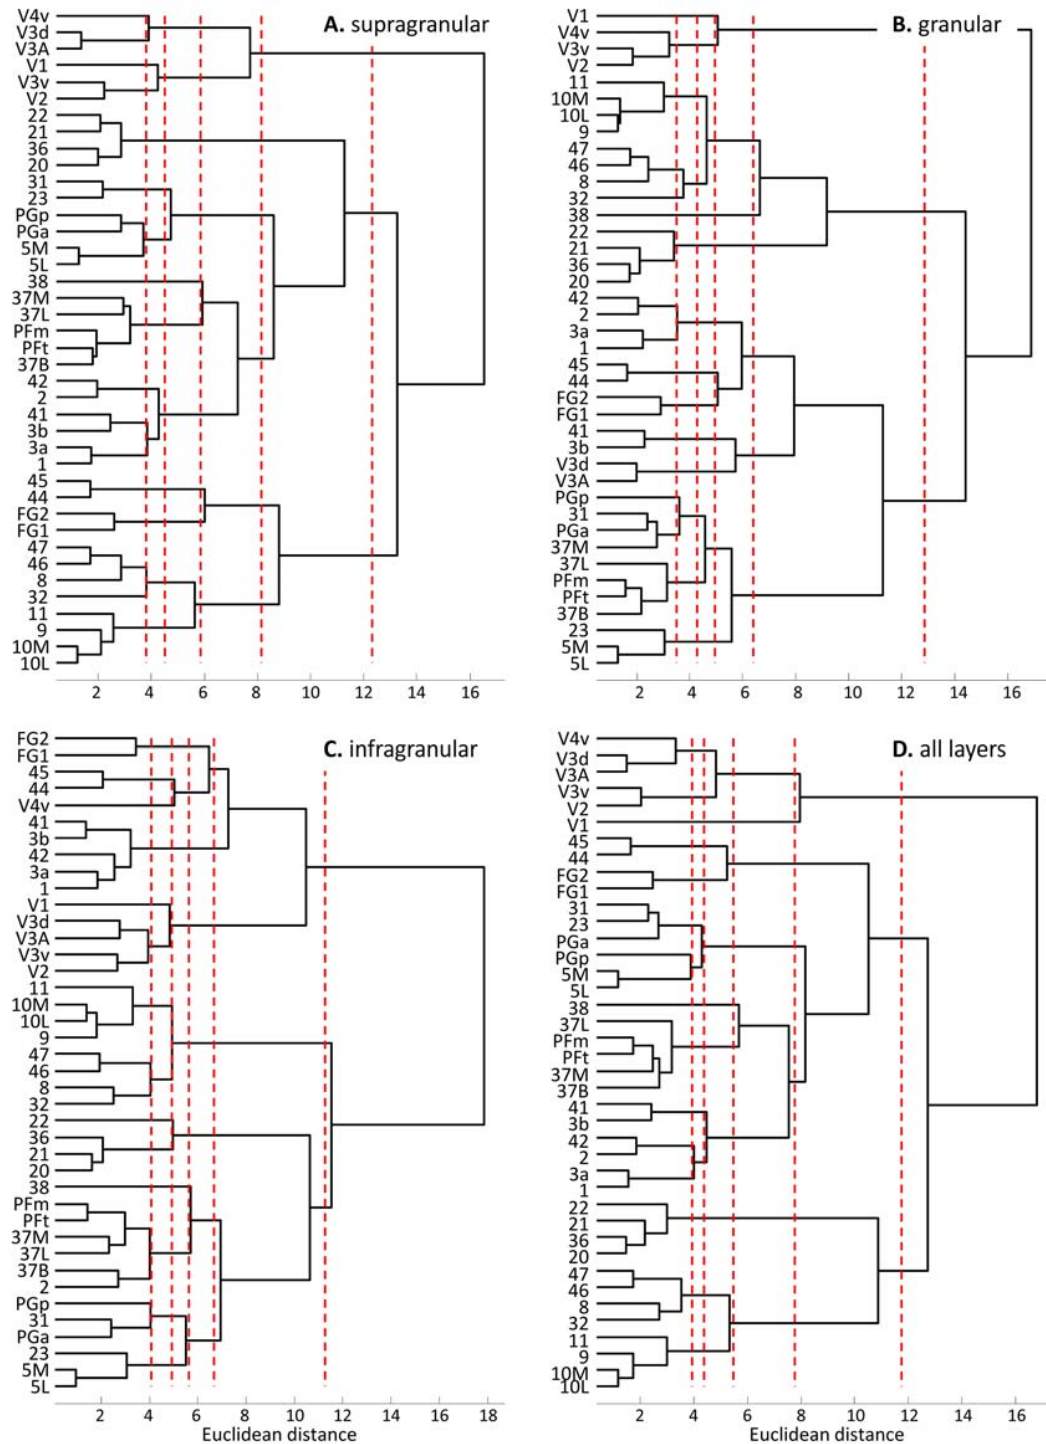 A. supragranular
V4v
V3d
V3A
V1
V3v
V2
22
21
36
20
31
23
PGp
PGa
5M
5L
38
37M
37L
PFm
PFt
37B
42
2
41
3b
3a
1
45
44
FG2
FG1
47
46
8
32
11
9
10M
10L
2 4 6 8 10 12 14 16
B. granular
V1
V4v
V3v
V2
11
10M
10L
9
47
46
8
32
38
22
21
36
20
42
2
3a
1
45
44
FG2
FG1
41
3b
V3d
V3A
PGp
31
PGa
37M
37L
PFm
PFt
37B
23
5M
5L
2 4 6 8 10 12 14 16
C. infragranular
FG2
FG1
45
44
V4v
41
3b
42
3a
1
V1
V3d
V3A
V3v
V2
11
10M
10L
9
47
46
8
32
22
36
21
20
38
PFm
PFt
37M
37L
37B
2
PGp
31
PGa
23
5M
5L
2 4 6 8 10 12 14 16 18
Euclidean distance
D. all layers
V4v
V3d
V3A
V3v
V2
V1
45
44
FG2
FG1
31
23
PGa
PGp
5M
5L
38
37L
PFm
PFt
37M
37B
41
3b
42
2
3a
1
22
21
36
20
47
46
8
32
11
9
10M
10L
2 4 6 8 10 12 14 16
Euclidean distance